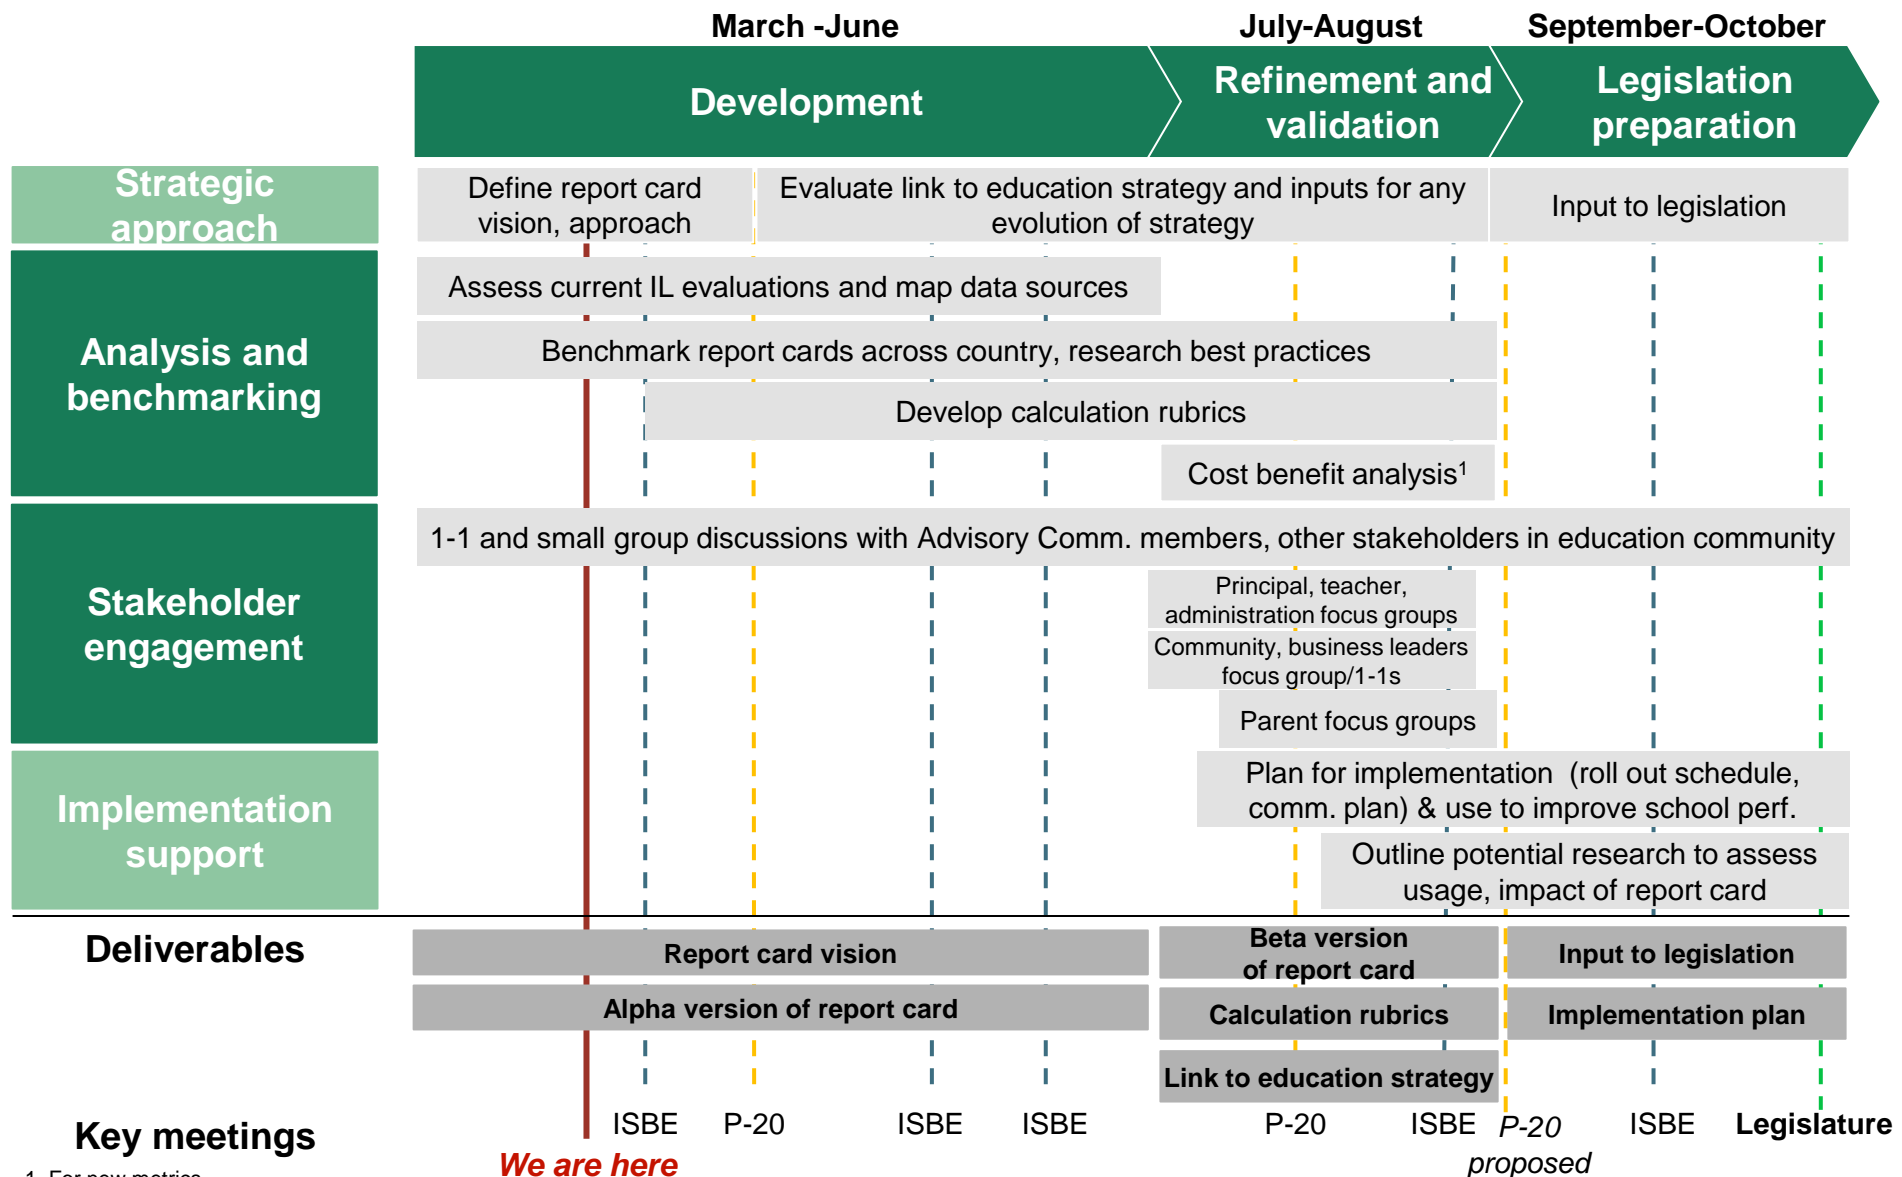 March -June
July-August
September-October
Development
Refinement and
validation
Legislation
preparation
Strategic
approach
Define report card
vision, approach
Evaluate link to education strategy and inputs for any
evolution of strategy
Input to legislation
Analysis and
benchmarking
Assess current IL evaluations and map data sources
Benchmark report cards across country, research best practices
Develop calculation rubrics
Cost benefit analysis¹
Stakeholder
engagement
1-1 and small group discussions with Advisory Comm. members, other stakeholders in education community
Principal, teacher,
administration focus groups
Community, business leaders
focus group/1-1s
Parent focus groups
Implementation
support
Plan for implementation  (roll out schedule,
comm. plan) & use to improve school perf.
Outline potential research to assess
usage, impact of report card
Deliverables
Report card vision
Beta version
of report card
Input to legislation
Alpha version of report card
Calculation rubrics
Implementation plan
Link to education strategy
Key meetings
ISBE
P-20
ISBE
ISBE
P-20
ISBE
P-20
proposed
ISBE
Legislature
We are here
1. For new metrics